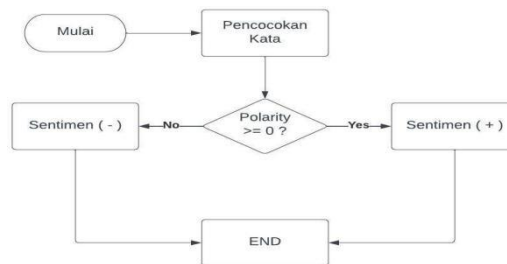 Mulai
Pencocokan
Kata
Polarity
>= 0 ?
No
Yes
Sentimen ( - )
Sentimen ( + )
END